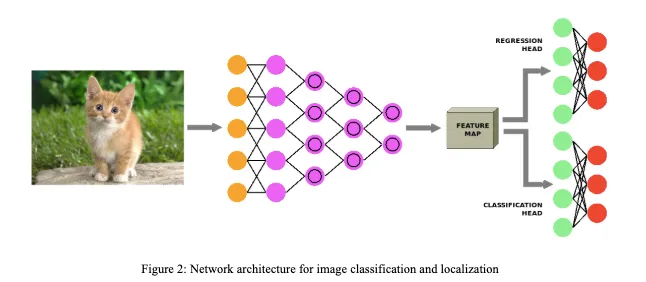 REGRESSION
HEAD
FEATURE
MAP
CLASSIFICATION
HEAD
Figure 2: Network architecture for image classification and localization